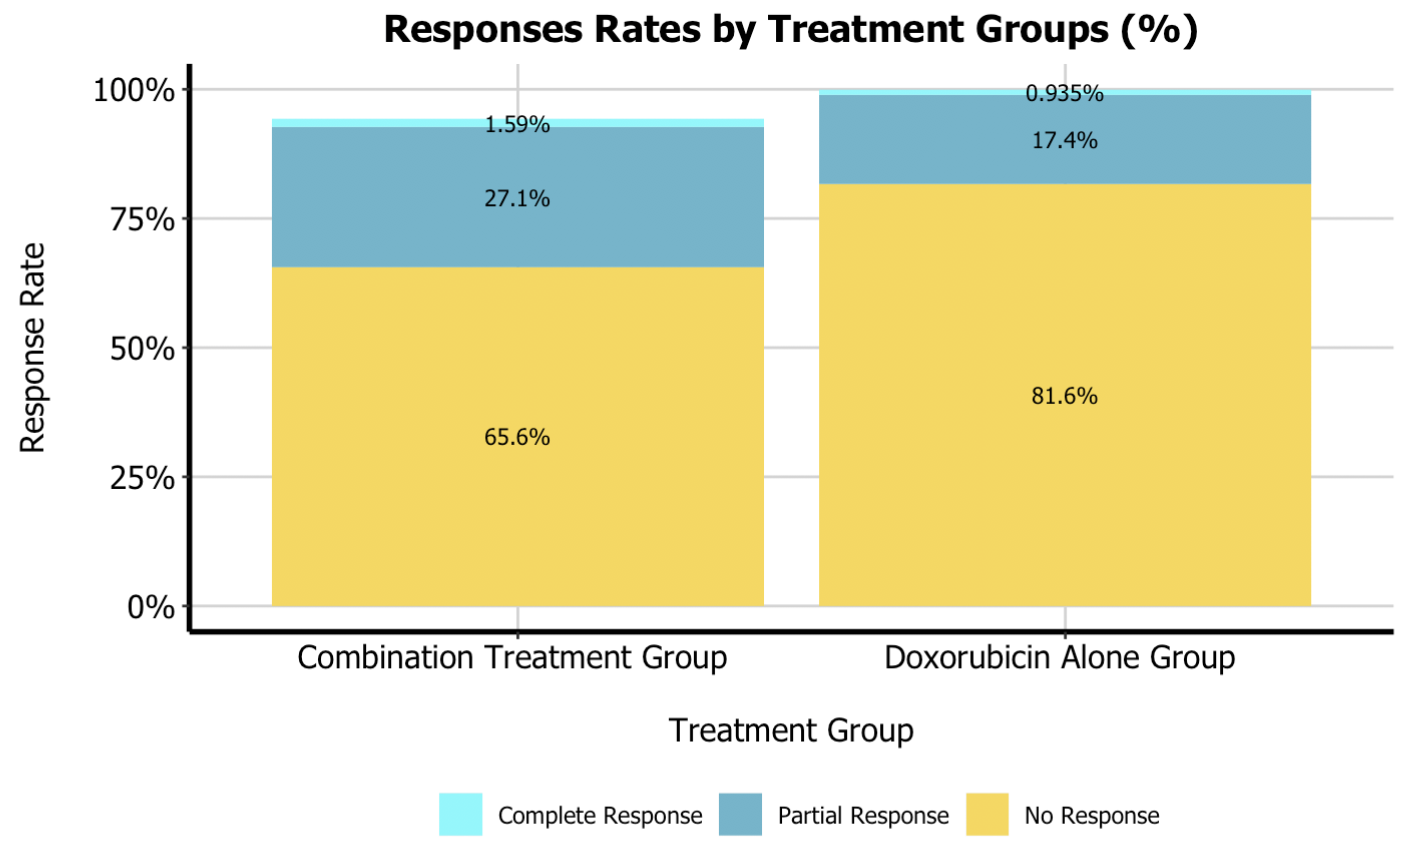 Responses Rates by Treatment Groups (%)
100%
75%
50%
25%
0%
Response Rate
1.59%
27.1%
65.6%
0.935%
17.4%
81.6%
Combination Treatment Group
Doxorubicin Alone Group
Treatment Group
Complete Response
Partial Response
No Response